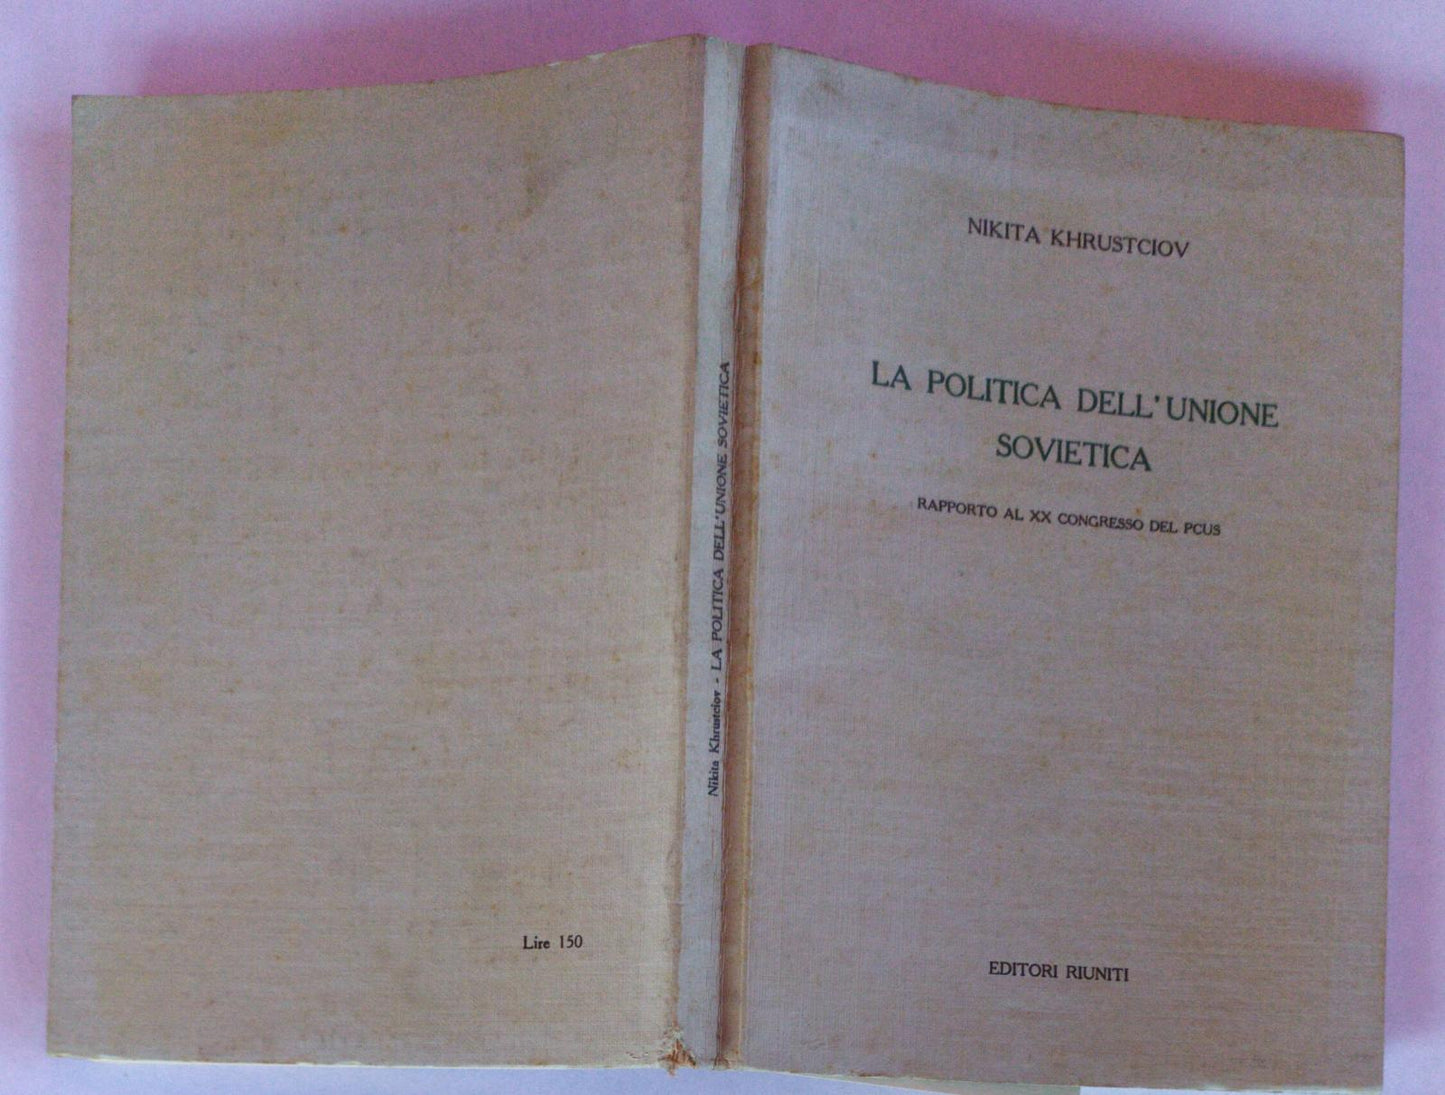 NIKITA KHRUSTCIOV
LA POLITICA DELL'UNIONE
SOVIETICA
RAPPORTO AL XX CONGRESSO DEL PCUS
EDITORI RIUNITI
Nikita Khrustciov - LA POLITICA DELL'UNIONE SOVIETICA
Lire 150